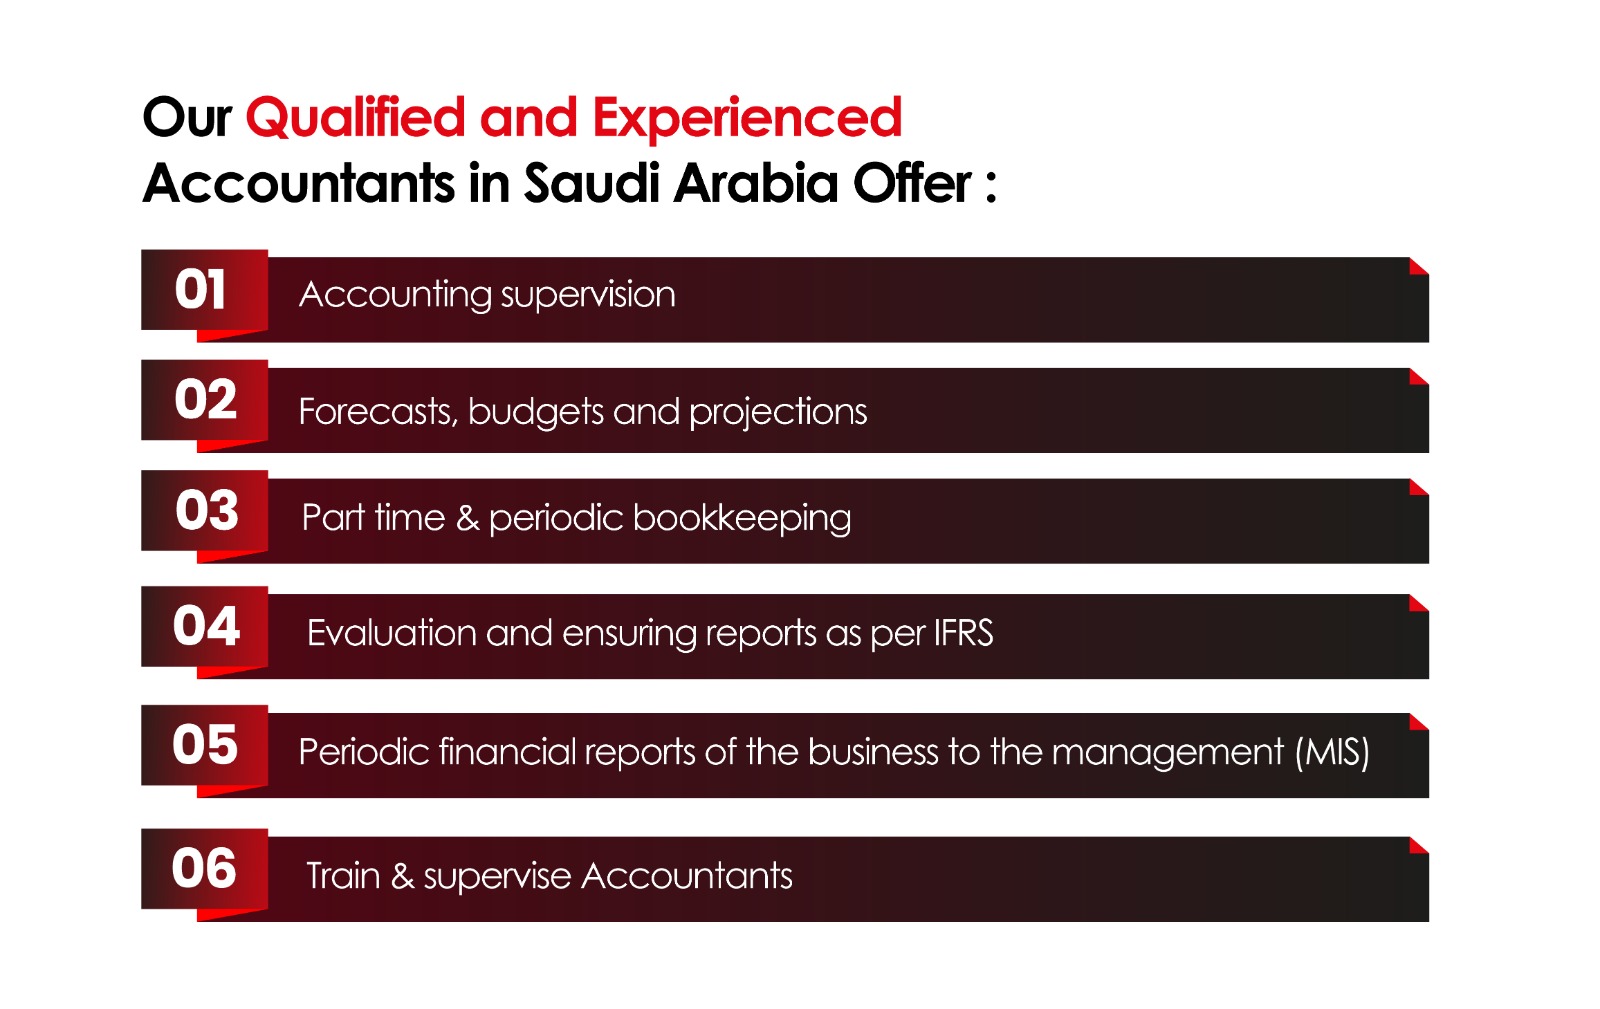 Our Qualified and Experienced
Accountants in Saudi Arabia Offer :
01 Accounting supervision
02 Forecasts, budgets and projections
03 Part time & periodic bookkeeping
04 Evaluation and ensuring reports as per IFRS
05 Periodic financial reports of the business to the management (MIS)
06 Train & supervise Accountants